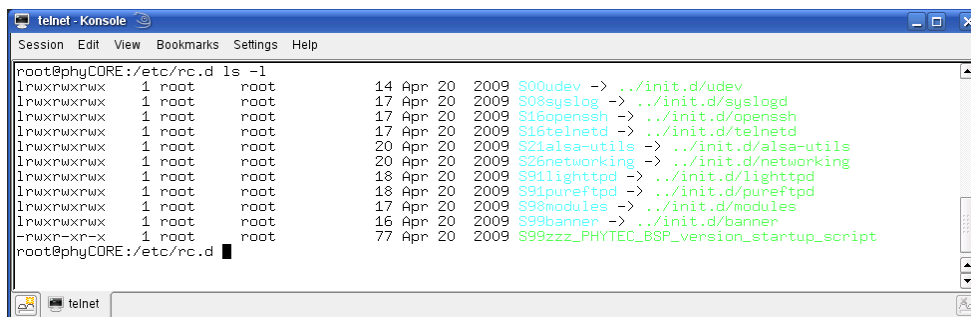 telnet - Konsole
Session Edit View Bookmarks Settings Help
root@phyCORE:/etc/rc.d ls -l
lrwxrwxrwx 1 root root 14 Apr 20 2009 S00udev -> ../init.d/udev
lrwxrwxrwx 1 root root 17 Apr 20 2009 S08syslog -> ../init.d/syslogd
lrwxrwxrwx 1 root root 17 Apr 20 2009 S16openssh -> ../init.d/openssh
lrwxrwxrwx 1 root root 17 Apr 20 2009 S16telnetd -> ../init.d/telnetd
lrwxrwxrwx 1 root root 20 Apr 20 2009 S21alsa-utils -> ../init.d/alsa-utils
lrwxrwxrwx 1 root root 20 Apr 20 2009 S26networking -> ../init.d/networking
lrwxrwxrwx 1 root root 18 Apr 20 2009 S91lighttpd -> ../init.d/lighttpd
lrwxrwxrwx 1 root root 18 Apr 20 2009 S91pureftpd -> ../init.d/pureftpd
lrwxrwxrwx 1 root root 17 Apr 20 2009 S98modules -> ../init.d/modules
lrwxrwxrwx 1 root root 16 Apr 20 2009 S99banner -> ../init.d/banner
-rwxr-xr-x 1 root root 77 Apr 20 2009 S99zzz_PHYTEC_BSP_version_startup_script
root@phyCORE:/etc/rc.d
telnet